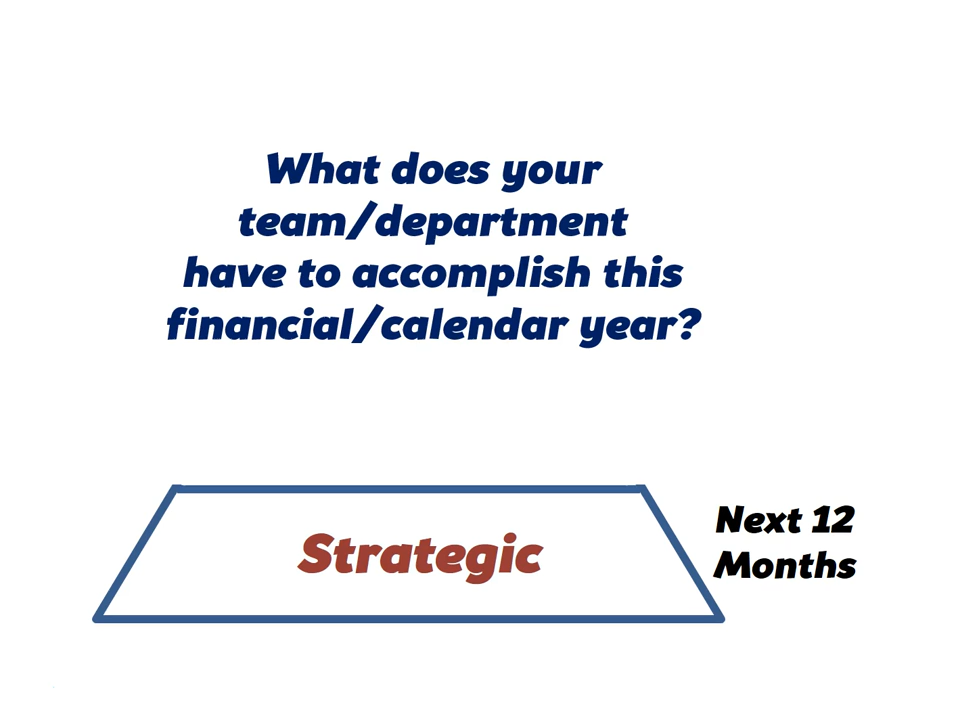 What does your
team/department
have to accomplish this
financial/calendar year?
Strategic
Next 12
Months